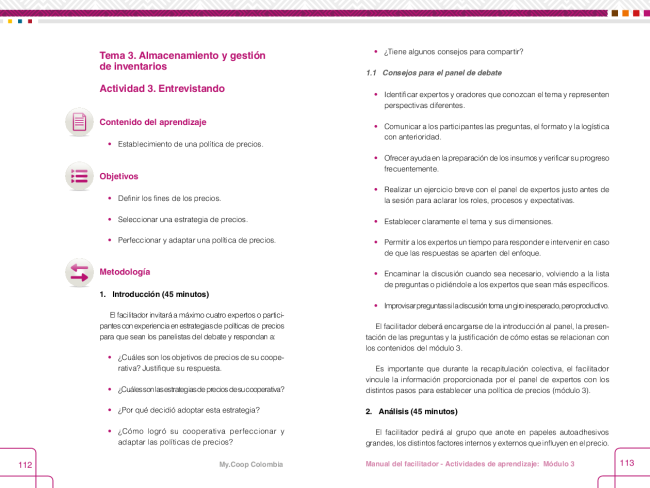 Tema 3. Almacenamiento y gestión
de inventarios
Actividad 3. Entrevistando
Contenido del aprendizaje
• Establecimiento de una política de precios.
Objetivos
• Definir los fines de los precios.
• Seleccionar una estrategia de precios.
• Perfeccionar y adaptar una política de precios.
Metodología
1. Introducción (45 minutos)
El facilitador invitará a máximo cuatro expertos o partici-
pantes con experiencia en estrategias de políticas de precios
para que sean los panelistas del debate y respondan a:
• ¿Cuáles son los objetivos de precios de su coope-
rativa? Justifique su respuesta.
• ¿Cuáles son las estrategias de precios de su cooperativa?
• ¿Por qué decidió adoptar esta estrategia?
• ¿Cómo logró su cooperativa perfeccionar y
adaptar las políticas de precios?
112
My.Coop Colombia
• ¿Tiene algunos consejos para compartir?
1.1 Consejos para el panel de debate
• Identificar expertos y oradores que conozcan el tema y representen
perspectivas diferentes.
• Comunicar a los participantes las preguntas, el formato y la logística
con anterioridad.
• Ofrecer ayuda en la preparación de los insumos y verificar su progreso
frecuentemente.
• Realizar un ejercicio breve con el panel de expertos justo antes de
la sesión para aclarar los roles, procesos y expectativas.
• Establecer claramente el tema y sus dimensiones.
• Permitir a los expertos un tiempo para responder e intervenir en caso
de que las respuestas se aparten del enfoque.
• Encaminar la discusión cuando sea necesario, volviendo a la lista
de preguntas o pidiéndole a los expertos que sean más específicos.
• Improvisar preguntas si la discusión toma un giro inesperado, pero productivo.
El facilitador deberá encargarse de la introducción al panel, la presen-
tación de las preguntas y la justificación de cómo estas se relacionan con
los contenidos del módulo 3.
Es importante que durante la recapitulación colectiva, el facilitador
vincule la información proporcionada por el panel de expertos con los
distintos pasos para establecer una política de precios (módulo 3).
2. Análisis (45 minutos)
El facilitador pedirá al grupo que anote en papeles autoadhesivos
grandes, los distintos factores internos y externos que influyen en el precio.
Manual del facilitador - Actividades de aprendizaje: Módulo 3
113